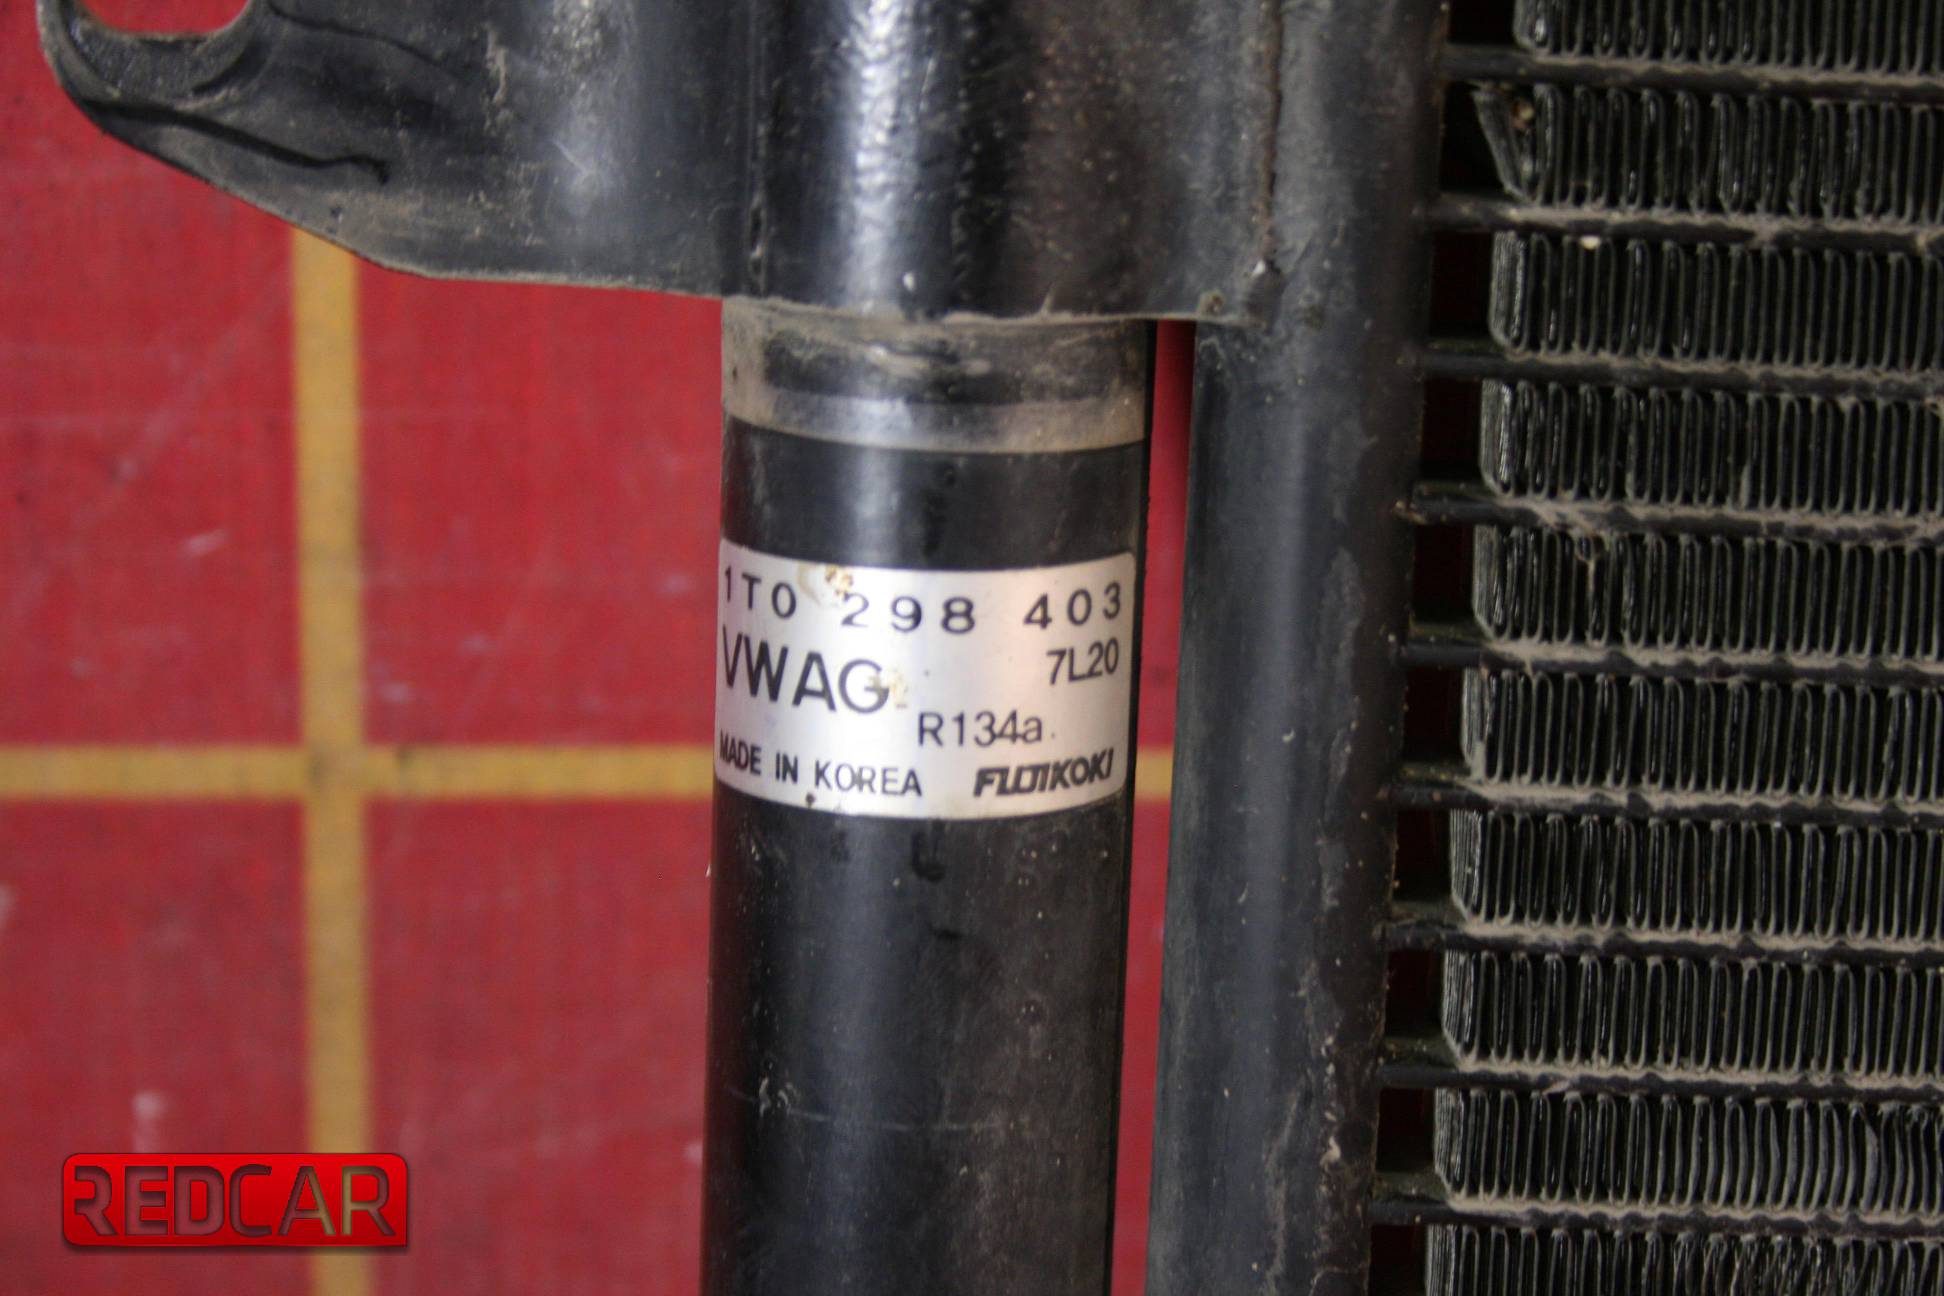 1T0 298 403
VWAG 7L20
R134a
MADE IN KOREA FUJIKOKI
REDCAR